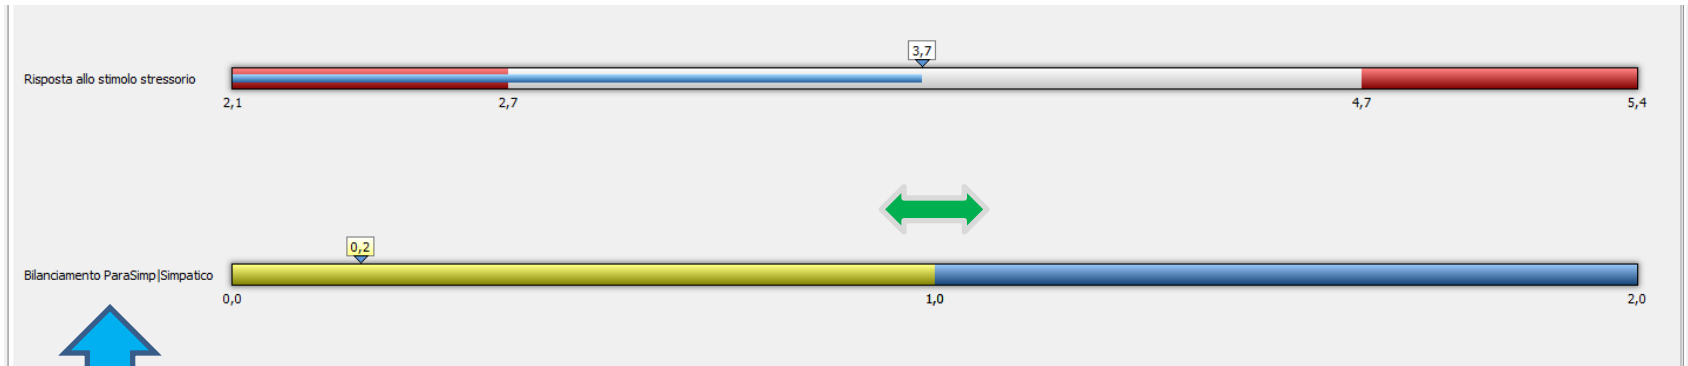 3,7
Risposta allo stimolo stressorio
2,1 2,7 4,7 5,4
0,2
Bilanciamento ParaSimp|Simpatico
0,0 1,0 2,0